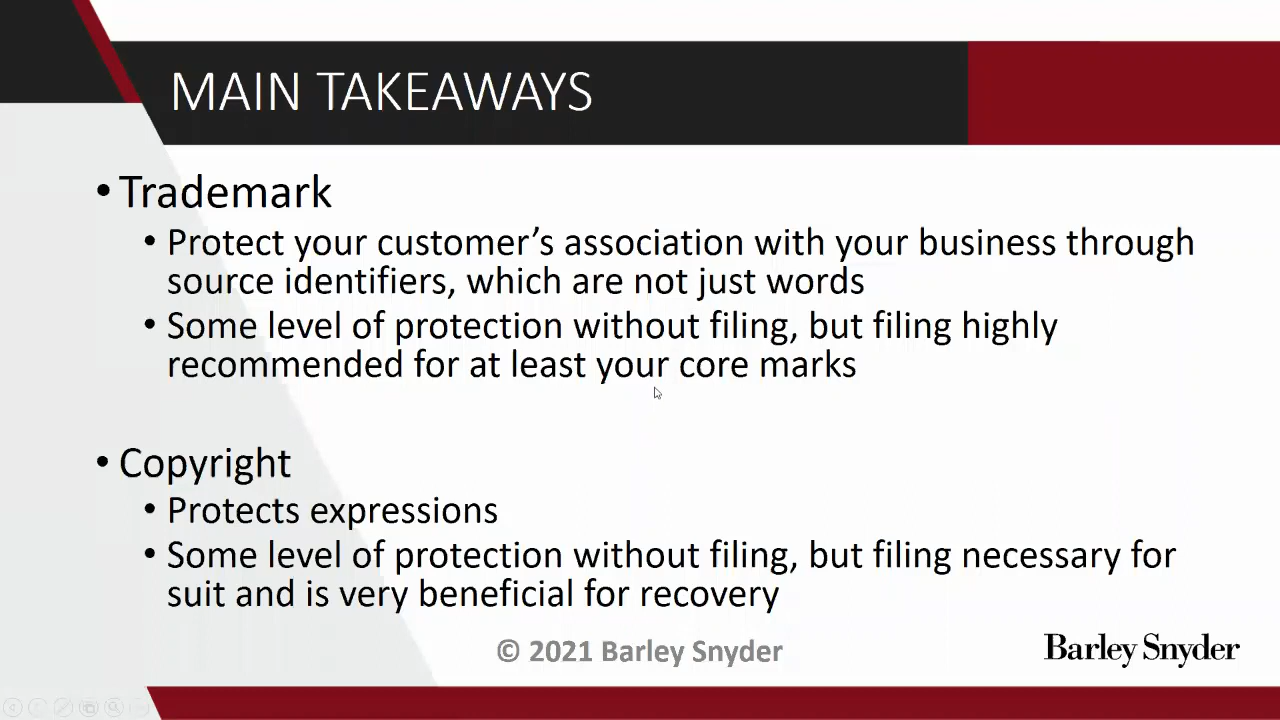 MAIN TAKEAWAYS
• Trademark
• Protect your customer’s association with your business through
source identifiers, which are not just words
• Some level of protection without filing, but filing highly
recommended for at least your core marks
• Copyright
• Protects expressions
• Some level of protection without filing, but filing necessary for
suit and is very beneficial for recovery
© 2021 Barley Snyder
Barley Snyder